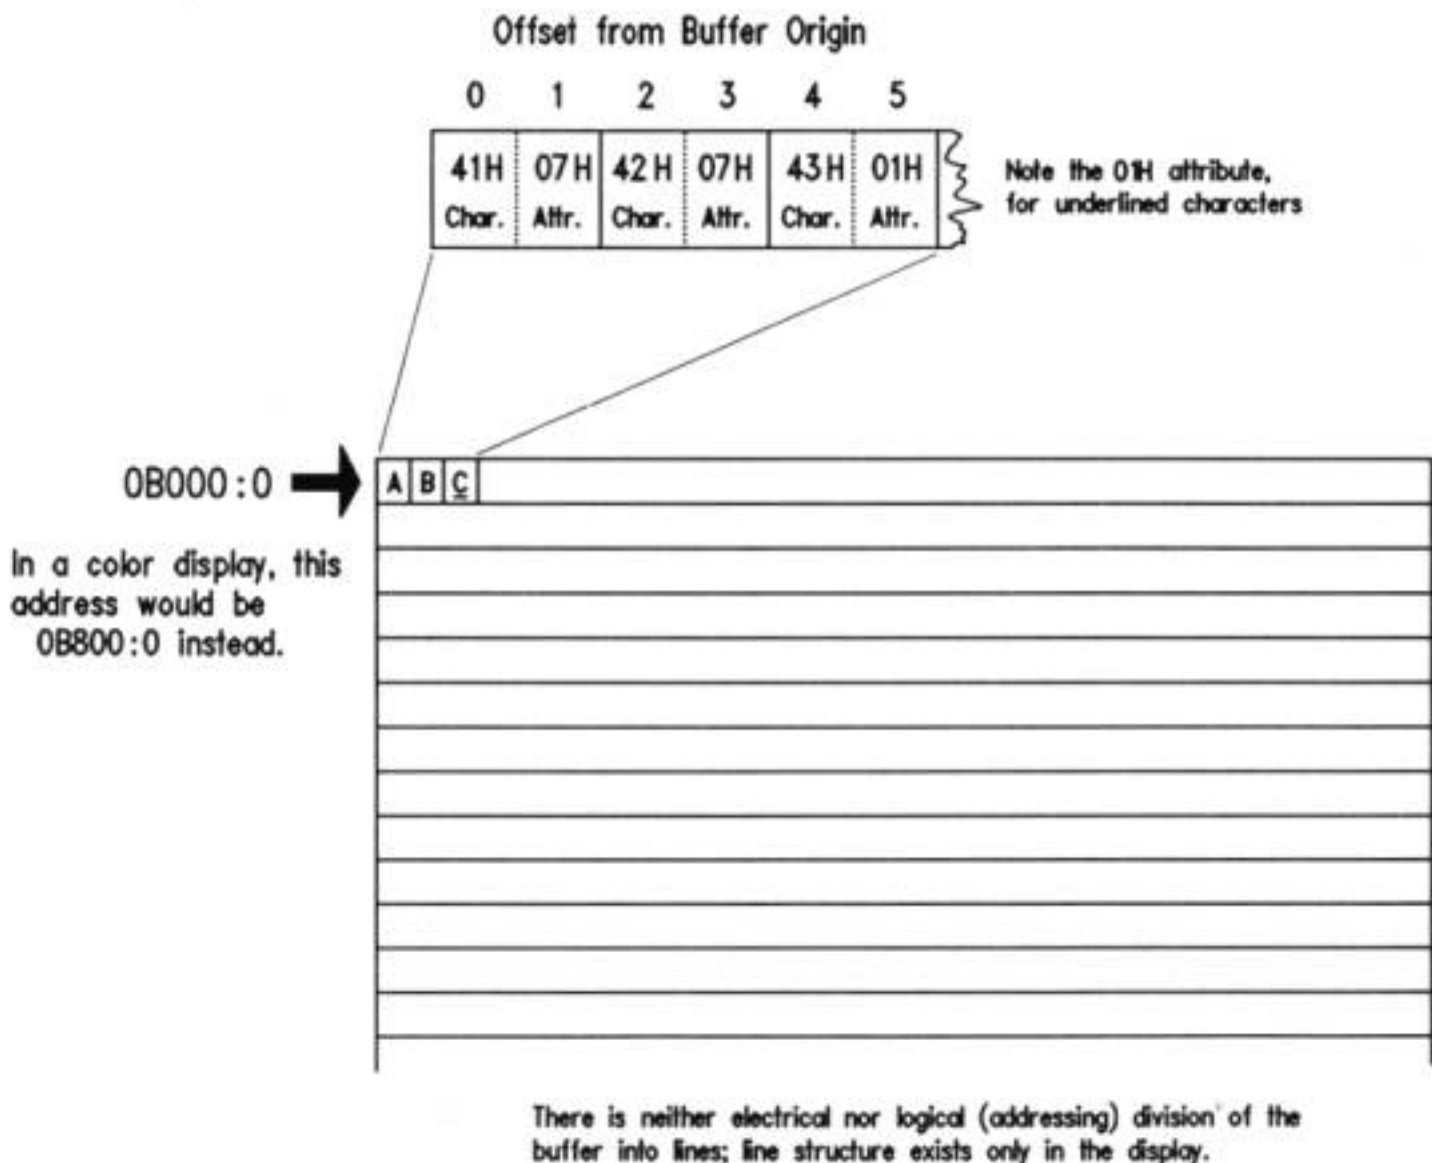 Offset from Buffer Origin
0 1 2 3 4 5
41H 07H 42H 07H 43H 01H
Char. Attr. Char. Attr. Char. Attr.
Note the 01H attribute,
for underlined characters
0B000:0
A B C
In a color display, this
address would be
0B800:0 instead.
There is neither electrical nor logical (addressing) division of the
buffer into lines; line structure exists only in the display.